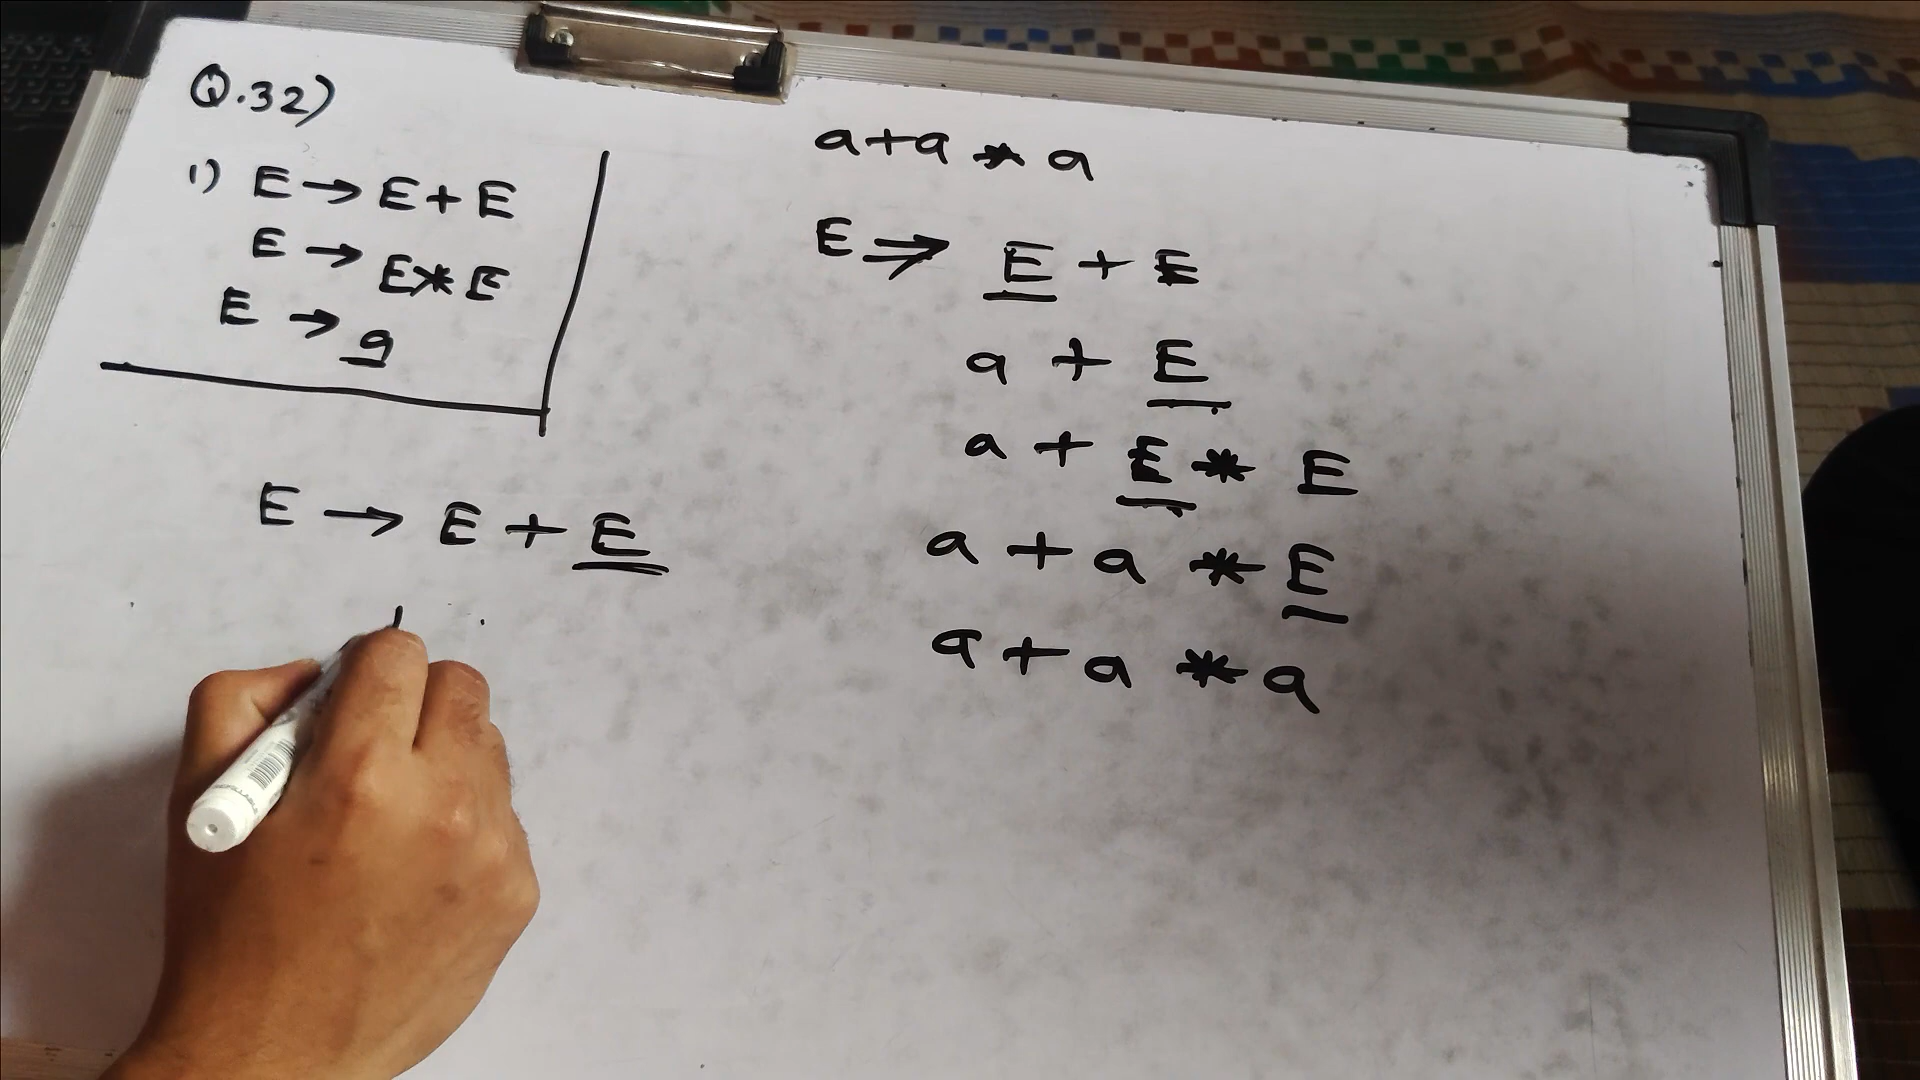 Q.32)
1) E → E + E
E → E * E
E → a
E → E + E
a + a * a
E ⇒ E + E
a + E
a + E * E
a + a * E
a + a * a